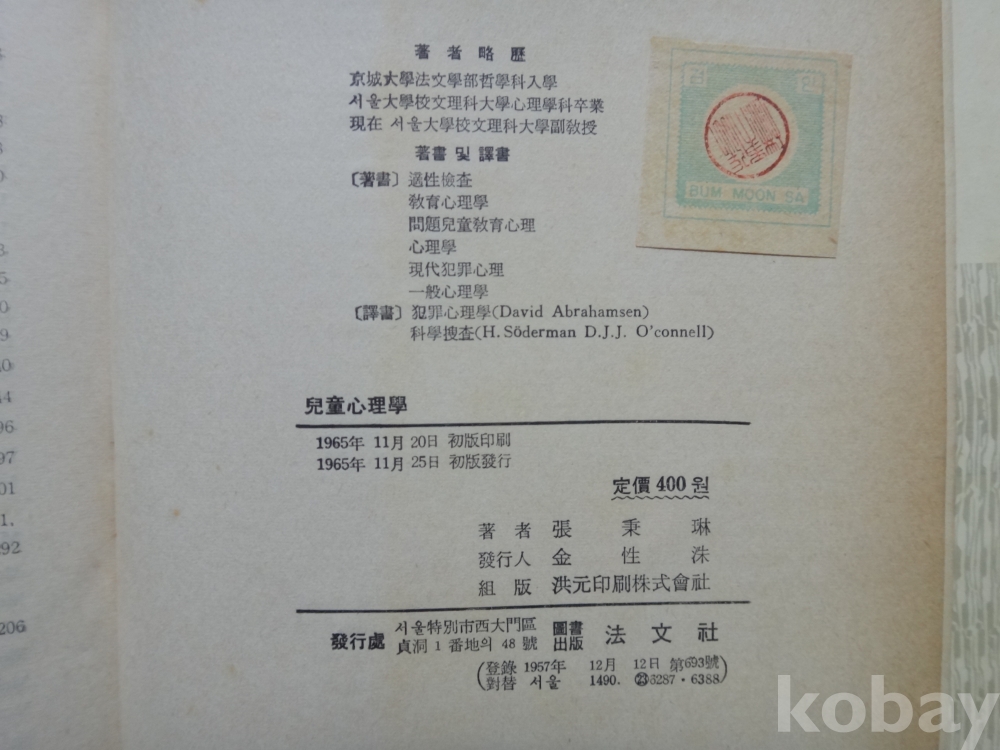 著者略歷
京城大學法文學部哲學科入學
서울大學校文理科大學心理學科卒業
現在 서울大學校文理科大學副敎授
著書 및 譯書
〔著書〕適性檢査
敎育心理學
問題兒童敎育心理
心理學
現代犯罪心理
一般心理學
〔譯書〕犯罪心理學(David Abrahamsen)
科學搜査(H. Söderman D.J.J. O'connell)
BUM MOON SA
兒童心理學
1965年 11月 20日 初版印刷
1965年 11月 25日 初版發行
定價 400원
著者 張秉琳
發行人 金性洙
組版 洪元印刷株式會社
發行處 서울特別市西大門區 貞洞 1 番地의 48 號 圖書出版 法文社
(登錄 1957年 12月 12日 第693號
對替 서울 1490. ㉓6287·6388)
96
97
01
92
206
kobay